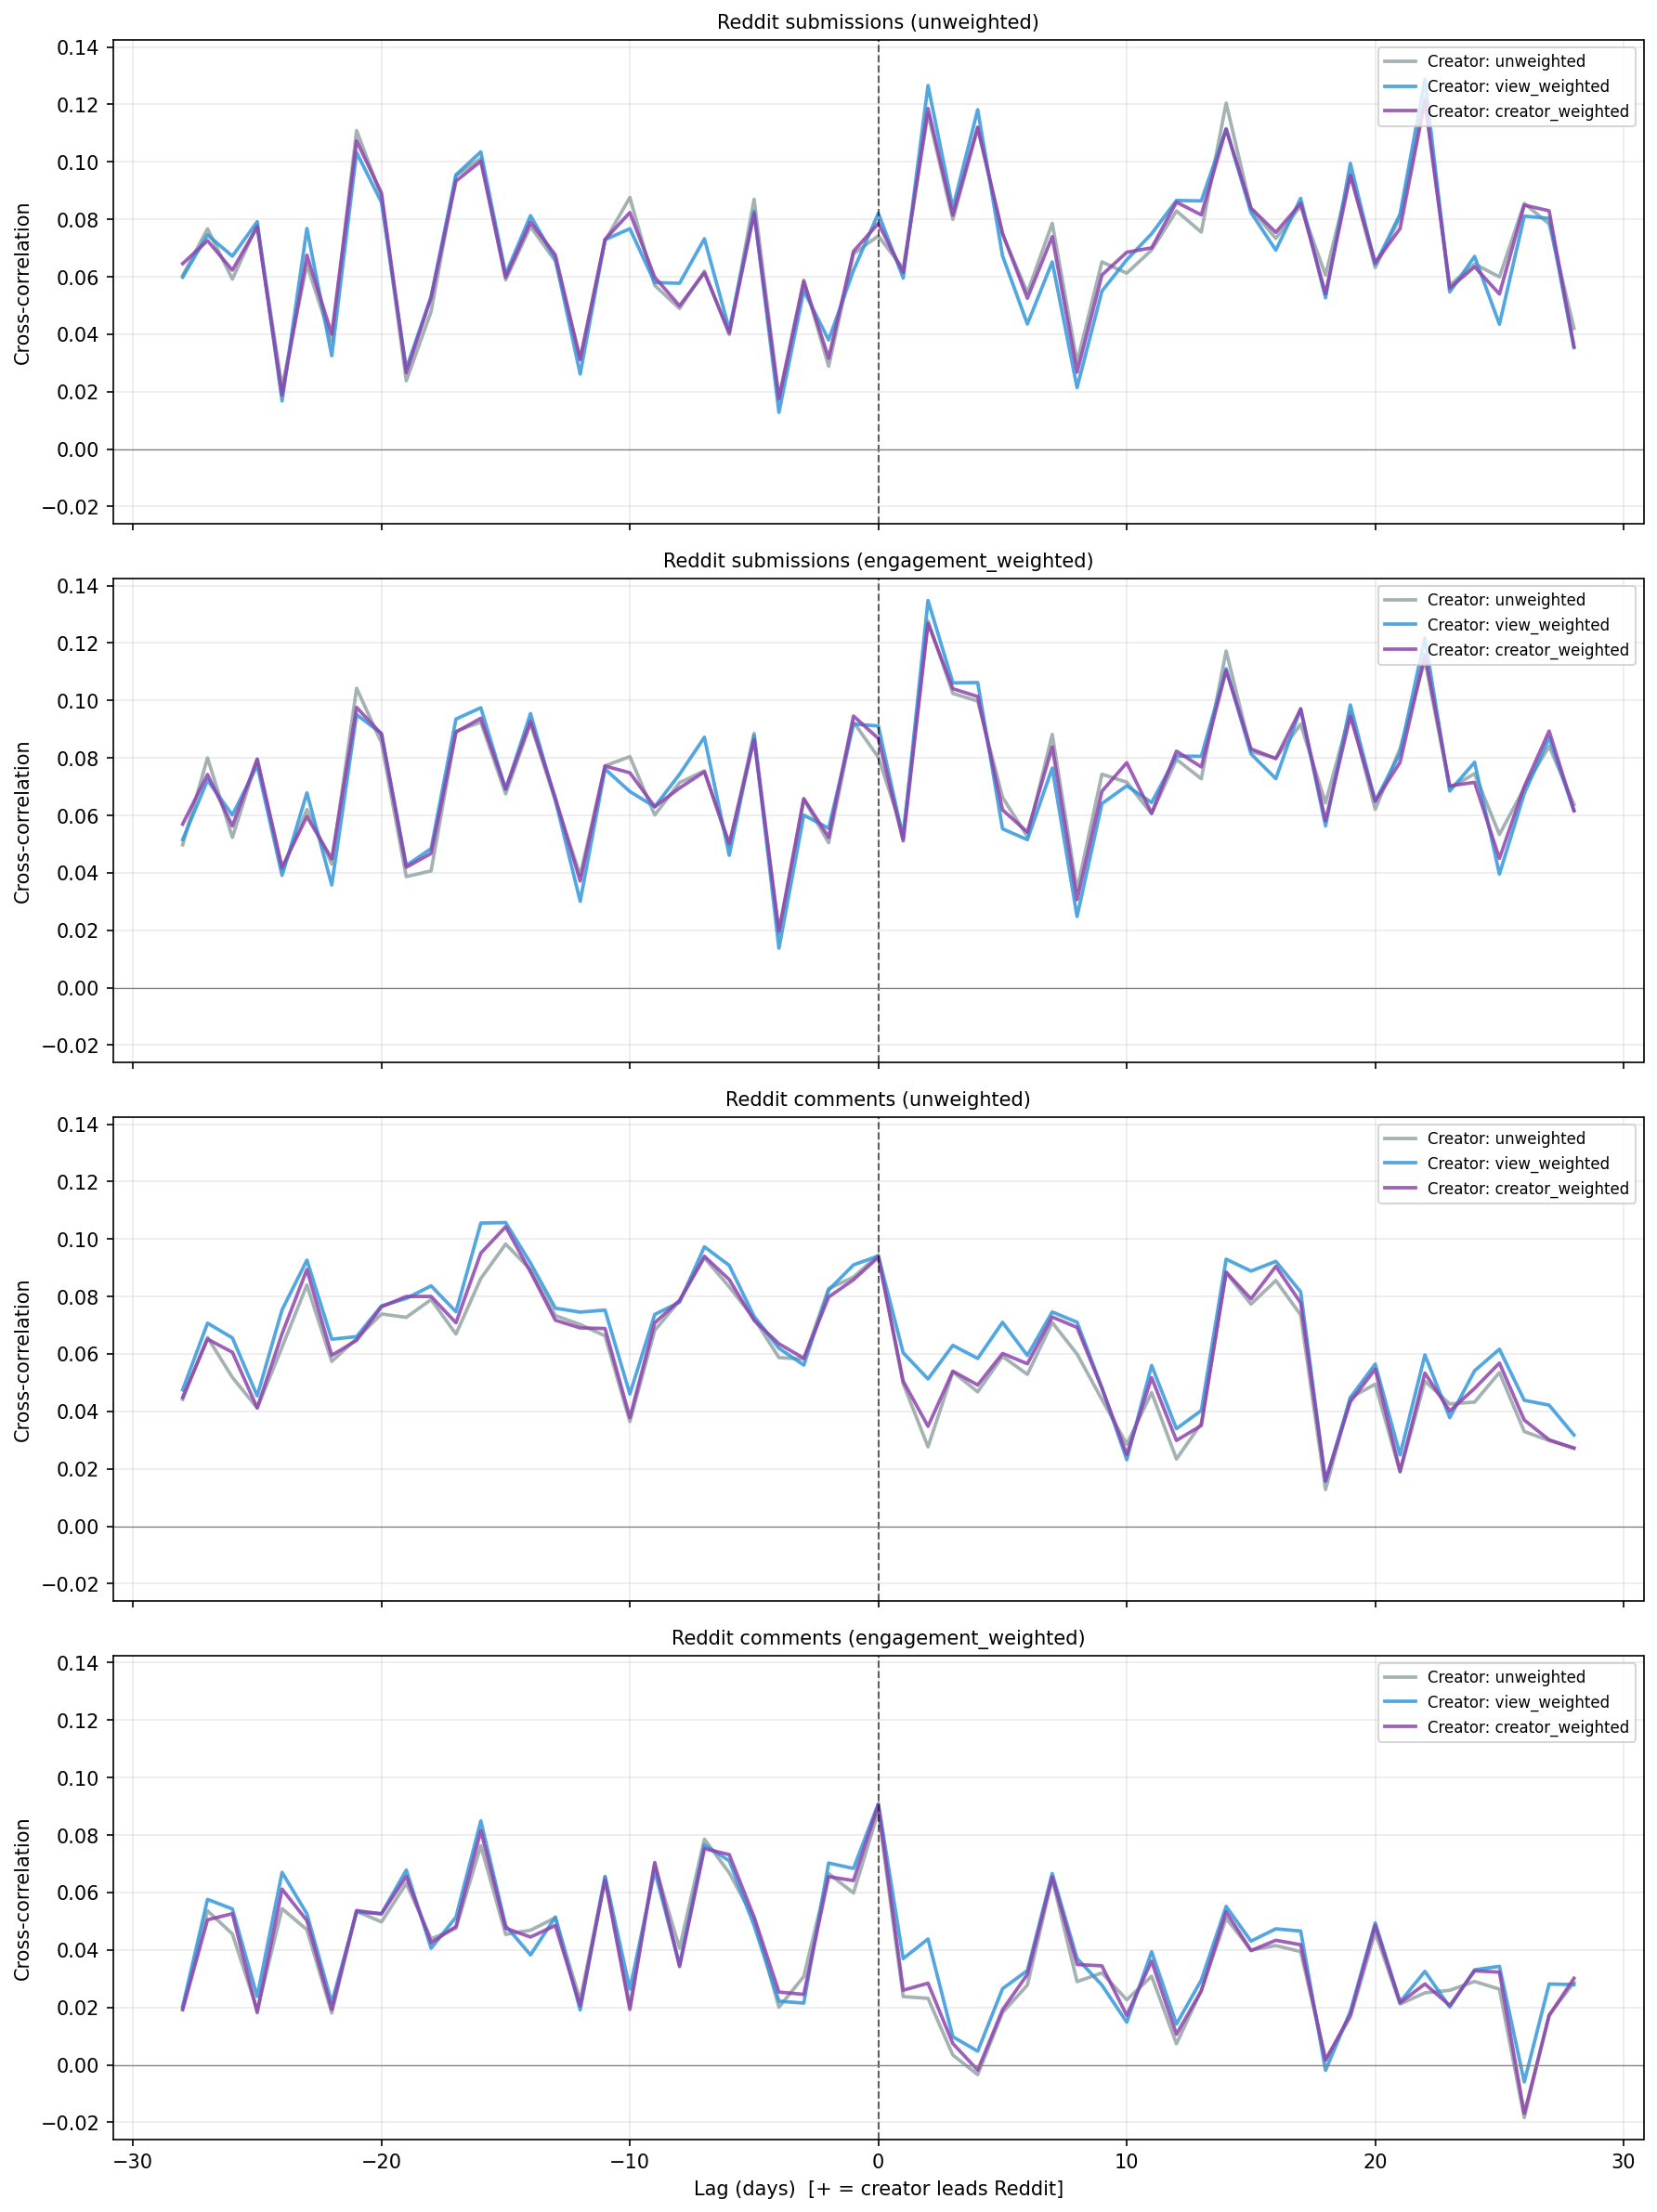 Reddit submissions (unweighted)
0.14
0.12
0.10
0.08
0.06
0.04
0.02
0.00
−0.02
Cross-correlation
Creator: unweighted
Creator: view_weighted
Creator: creator_weighted
Reddit submissions (engagement_weighted)
0.14
0.12
0.10
0.08
0.06
0.04
0.02
0.00
−0.02
Cross-correlation
Creator: unweighted
Creator: view_weighted
Creator: creator_weighted
Reddit comments (unweighted)
0.14
0.12
0.10
0.08
0.06
0.04
0.02
0.00
−0.02
Cross-correlation
Creator: unweighted
Creator: view_weighted
Creator: creator_weighted
Reddit comments (engagement_weighted)
0.14
0.12
0.10
0.08
0.06
0.04
0.02
0.00
−0.02
Cross-correlation
Creator: unweighted
Creator: view_weighted
Creator: creator_weighted
−30 −20 −10 0 10 20 30
Lag (days) [+ = creator leads Reddit]